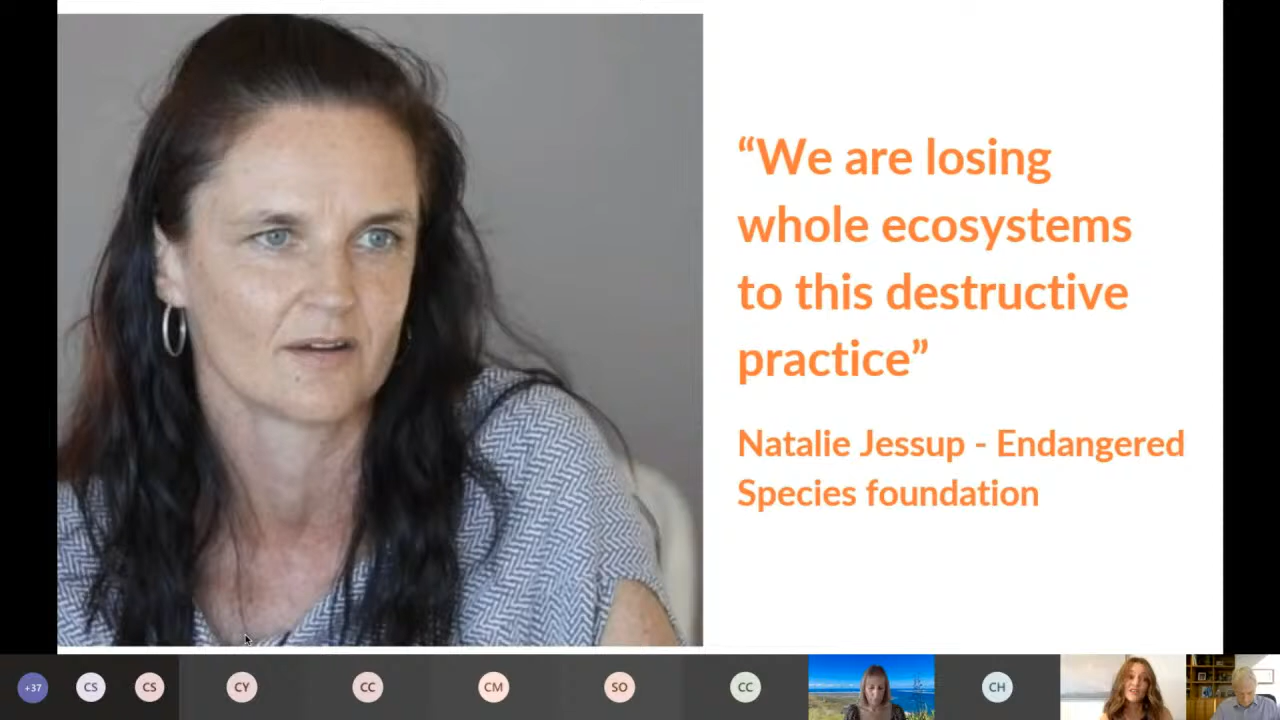 “We are losing
whole ecosystems
to this destructive
practice”
Natalie Jessup - Endangered
Species foundation
+37
CS
CS
CY
CC
CM
SO
CC
CH